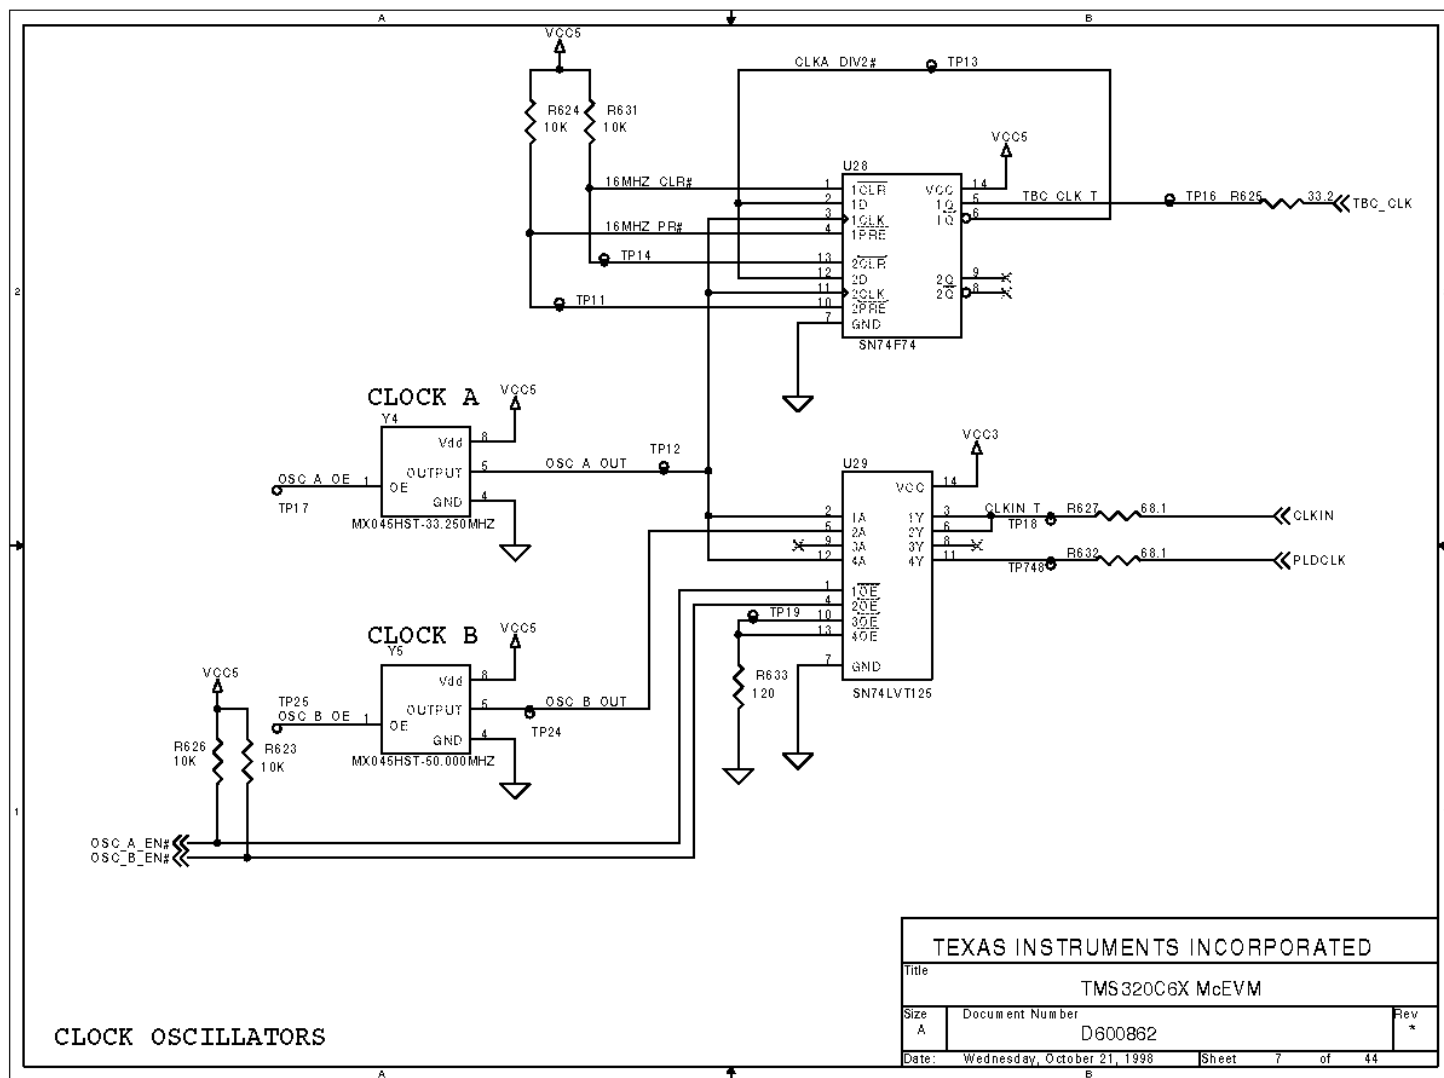 A
B
VCC5
CLKA_DIV2#
TP13
R624
10K
R631
10K
VCC5
U28
16MHZ_CLR#
1
1CLR
VCC
14
2
1D
1Q
5
TBC_CLK_T
TP16
R625
33.2
TBC_CLK
3
1CLK
1Q
6
16MHZ_PR#
4
1PRE
TP14
13
2CLR
12
2D
2Q
9
11
2CLK
2Q
8
TP11
10
2PRE
7
GND
SN74F74
2
CLOCK A
VCC5
Y4
Vdd
8
OSC_A_OE
1
OE
OUTPUT
5
OSC_A_OUT
TP12
GND
4
TP17
MX045HST-33.250MHZ
VCC3
U29
VCC
14
2
1A
1Y
3
CLKIN_T
R627
68.1
CLKIN
5
2A
2Y
6
TP18
9
3A
3Y
8
12
4A
4Y
11
TP748
R632
68.1
PLDCLK
1
1OE
4
2OE
TP19
10
3OE
13
4OE
7
GND
R633
120
SN74LVT125
CLOCK B
VCC5
Y5
Vdd
8
TP25
OSC_B_OE
1
OE
OUTPUT
5
OSC_B_OUT
TP24
GND
4
MX045HST-50.000MHZ
VCC5
R626
10K
R623
10K
1
OSC_A_EN#
OSC_B_EN#
CLOCK OSCILLATORS
TEXAS INSTRUMENTS INCORPORATED
Title
TMS320C6X McEVM
Size
A
Document Number
D600862
Rev
*
Date:
Wednesday, October 21, 1998
Sheet
7
of
44
A
B